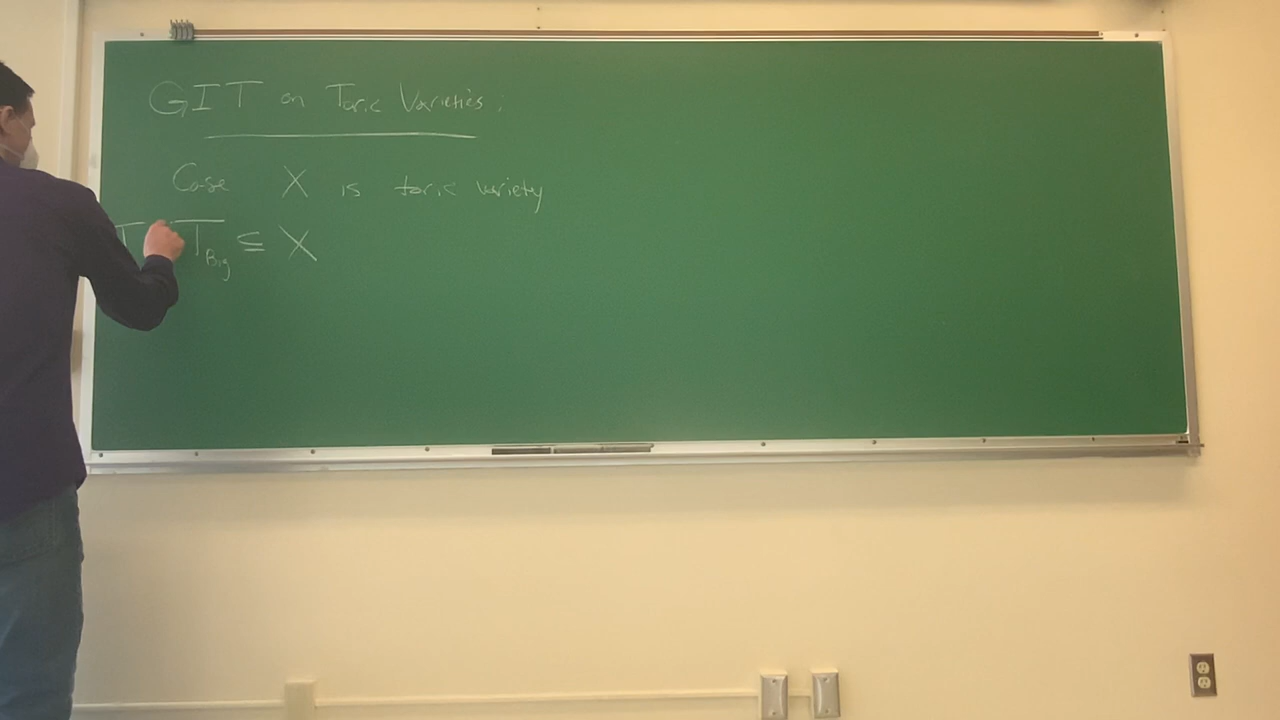 GIT on Toric Varieties:
Case X is toric variety
T T_Big ⊆ X